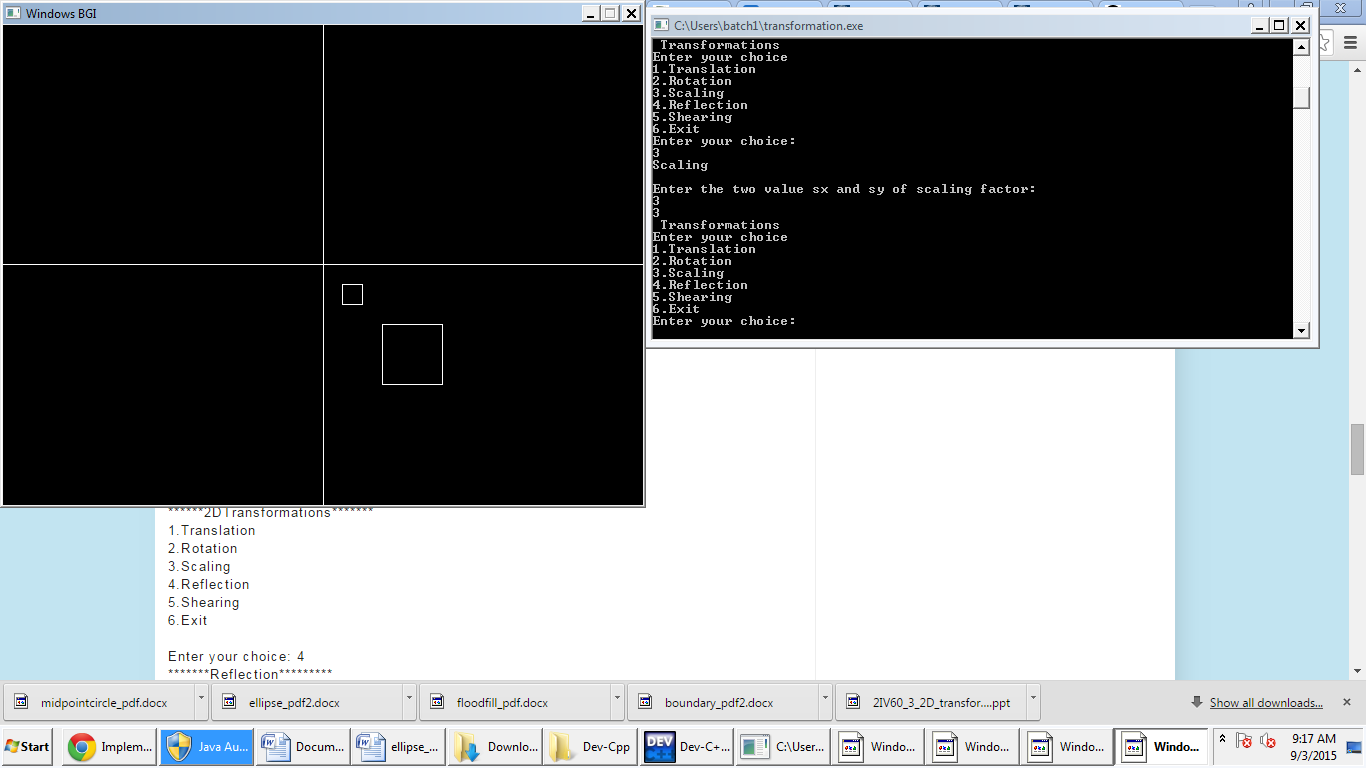 Windows BGI
C:\Users\batch1\transformation.exe
Transformations
Enter your choice
1.Translation
2.Rotation
3.Scaling
4.Reflection
5.Shearing
6.Exit
Enter your choice:
3
Scaling
Enter the two value sx and sy of scaling factor:
3
3
Transformations
Enter your choice
1.Translation
2.Rotation
3.Scaling
4.Reflection
5.Shearing
6.Exit
Enter your choice:
******2DTransformations*******
1.Translation
2.Rotation
3.Scaling
4.Reflection
5.Shearing
6.Exit
Enter your choice: 4
*******Reflection*********
midpointcircle_pdf.docx
ellipse_pdf2.docx
floodfill_pdf.docx
boundary_pdf2.docx
2IV60_3_2D_transfor....ppt
Show all downloads...
Start
Implem...
Java Au...
Docum...
ellipse_...
Downlo...
Dev-Cpp
DEV
Dev-C+...
C:\User...
Windo...
Windo...
Windo...
Windo...
9:17 AM
9/3/2015